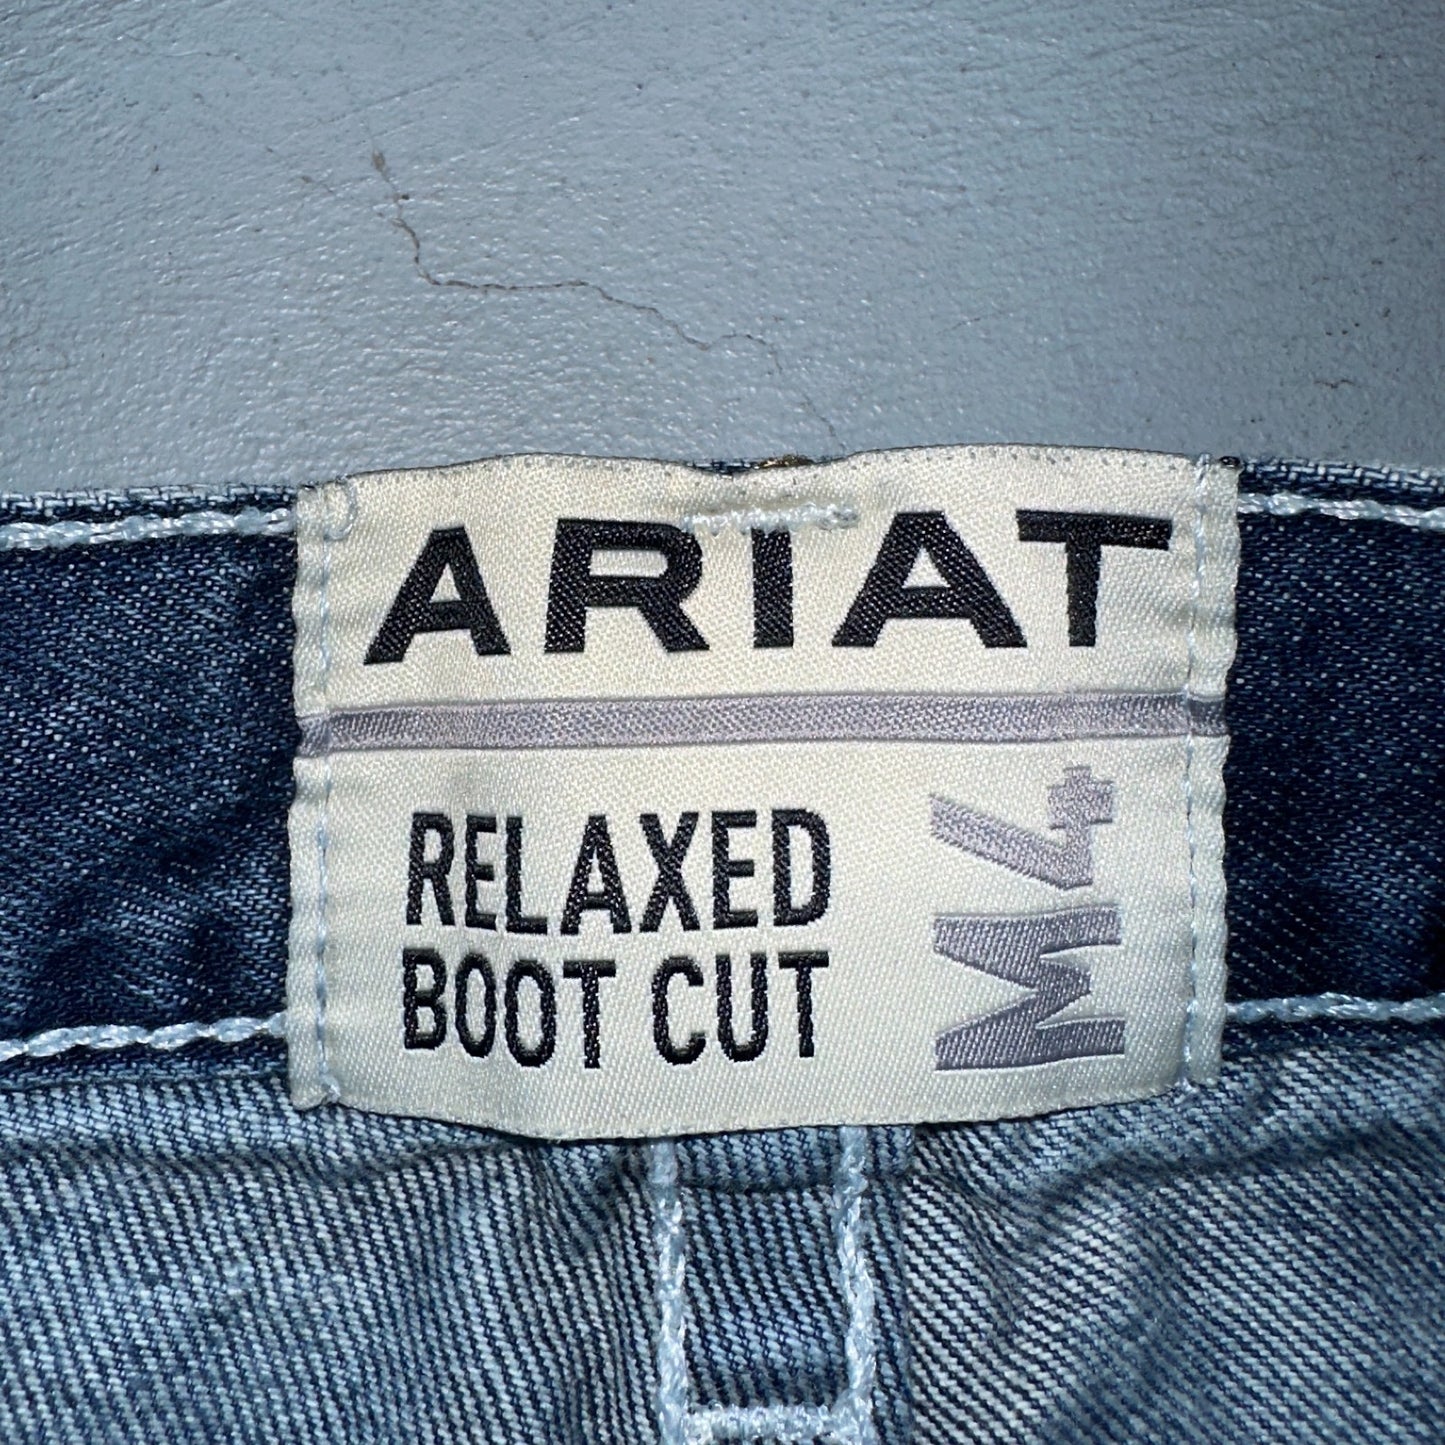 ARIAT
RELAXED
BOOT CUT
M4